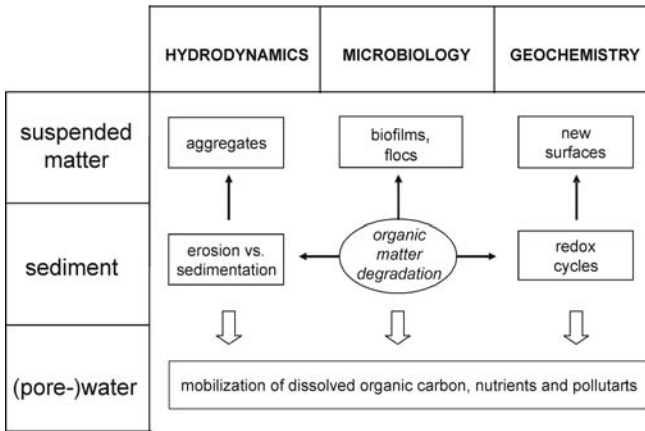 HYDRODYNAMICS MICROBIOLOGY GEOCHEMISTRY
suspended
matter
aggregates
biofilms,
flocs
new
surfaces
sediment
erosion vs.
sedimentation
organic
matter
degradation
redox
cycles
(pore-)water
mobilization of dissolved organic carbon, nutrients and pollutarts